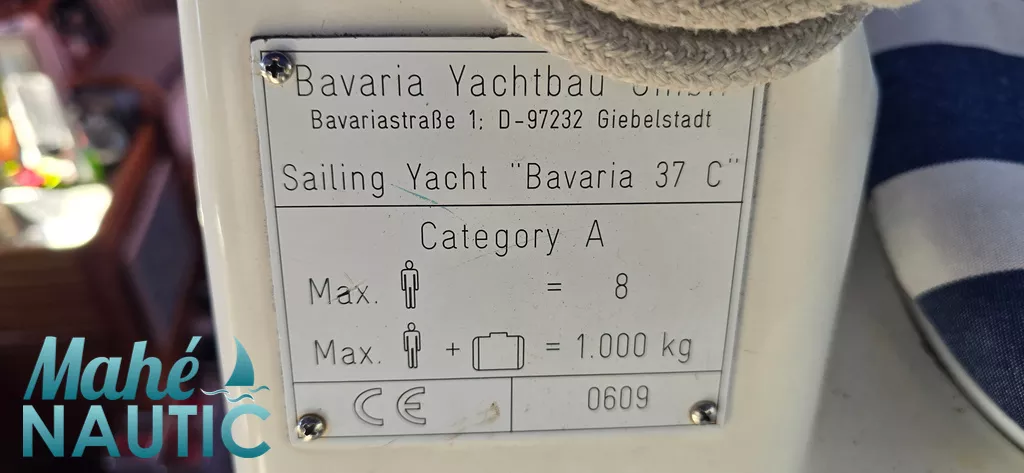 Bavaria Yachtbau GmbH
Bavariastraße 1; D-97232 Giebelstadt
Sailing Yacht "Bavaria 37 C"
Category A
Max. = 8
Max. + = 1.000 kg
CE 0609
Mahé
NAUTIC